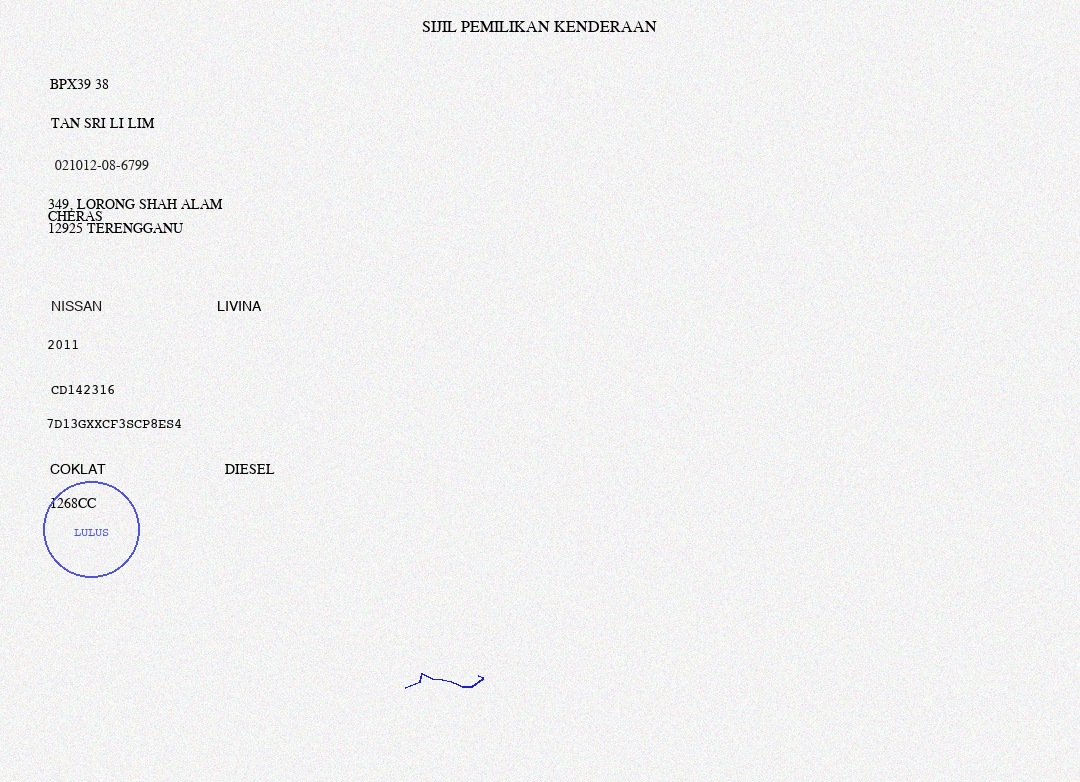 SIJIL PEMILIKAN KENDERAAN
BPX39 38
TAN SRI LI LIM
021012-08-6799
349, LORONG SHAH ALAM
CHERAS
12925 TERENGGANU
NISSAN LIVINA
2011
CD142316
7D13GXXCF3SCP8ES4
COKLAT DIESEL
1268CC
LULUS